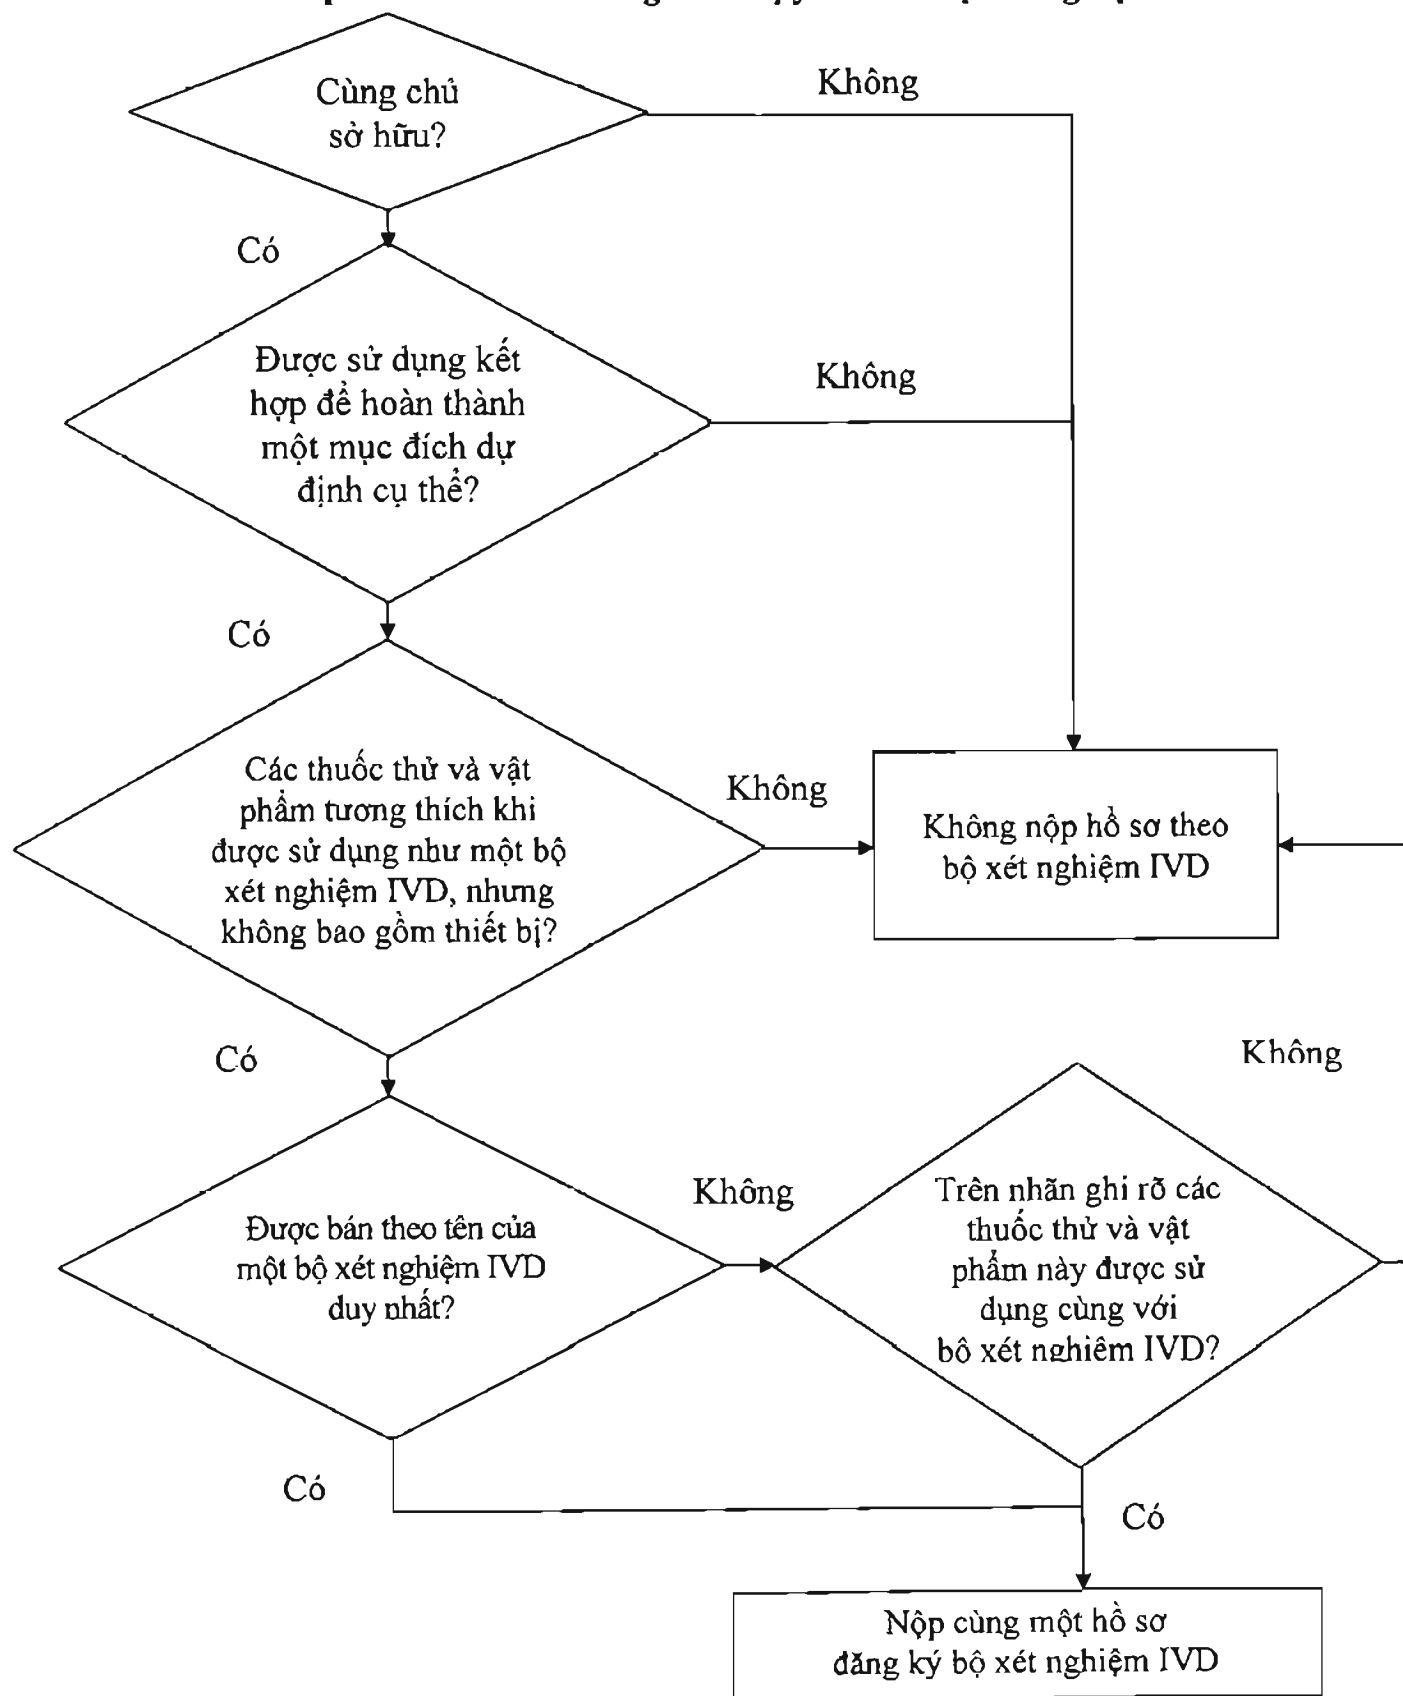 Cùng chủ
sở hữu?
Không
Có
Được sử dụng kết
hợp để hoàn thành
một mục đích dự
định cụ thể?
Không
Có
Các thuốc thử và vật
phẩm tương thích khi
được sử dụng như một bộ
xét nghiệm IVD, nhưng
không bao gồm thiết bị?
Không
Không nộp hồ sơ theo
bộ xét nghiệm IVD
Có
Không
Được bán theo tên của
một bộ xét nghiệm IVD
duy nhất?
Không
Trên nhãn ghi rõ các
thuốc thử và vật
phẩm này được sử
dụng cùng với
bộ xét nghiệm IVD?
Có
Có
Nộp cùng một hồ sơ
đăng ký bộ xét nghiệm IVD